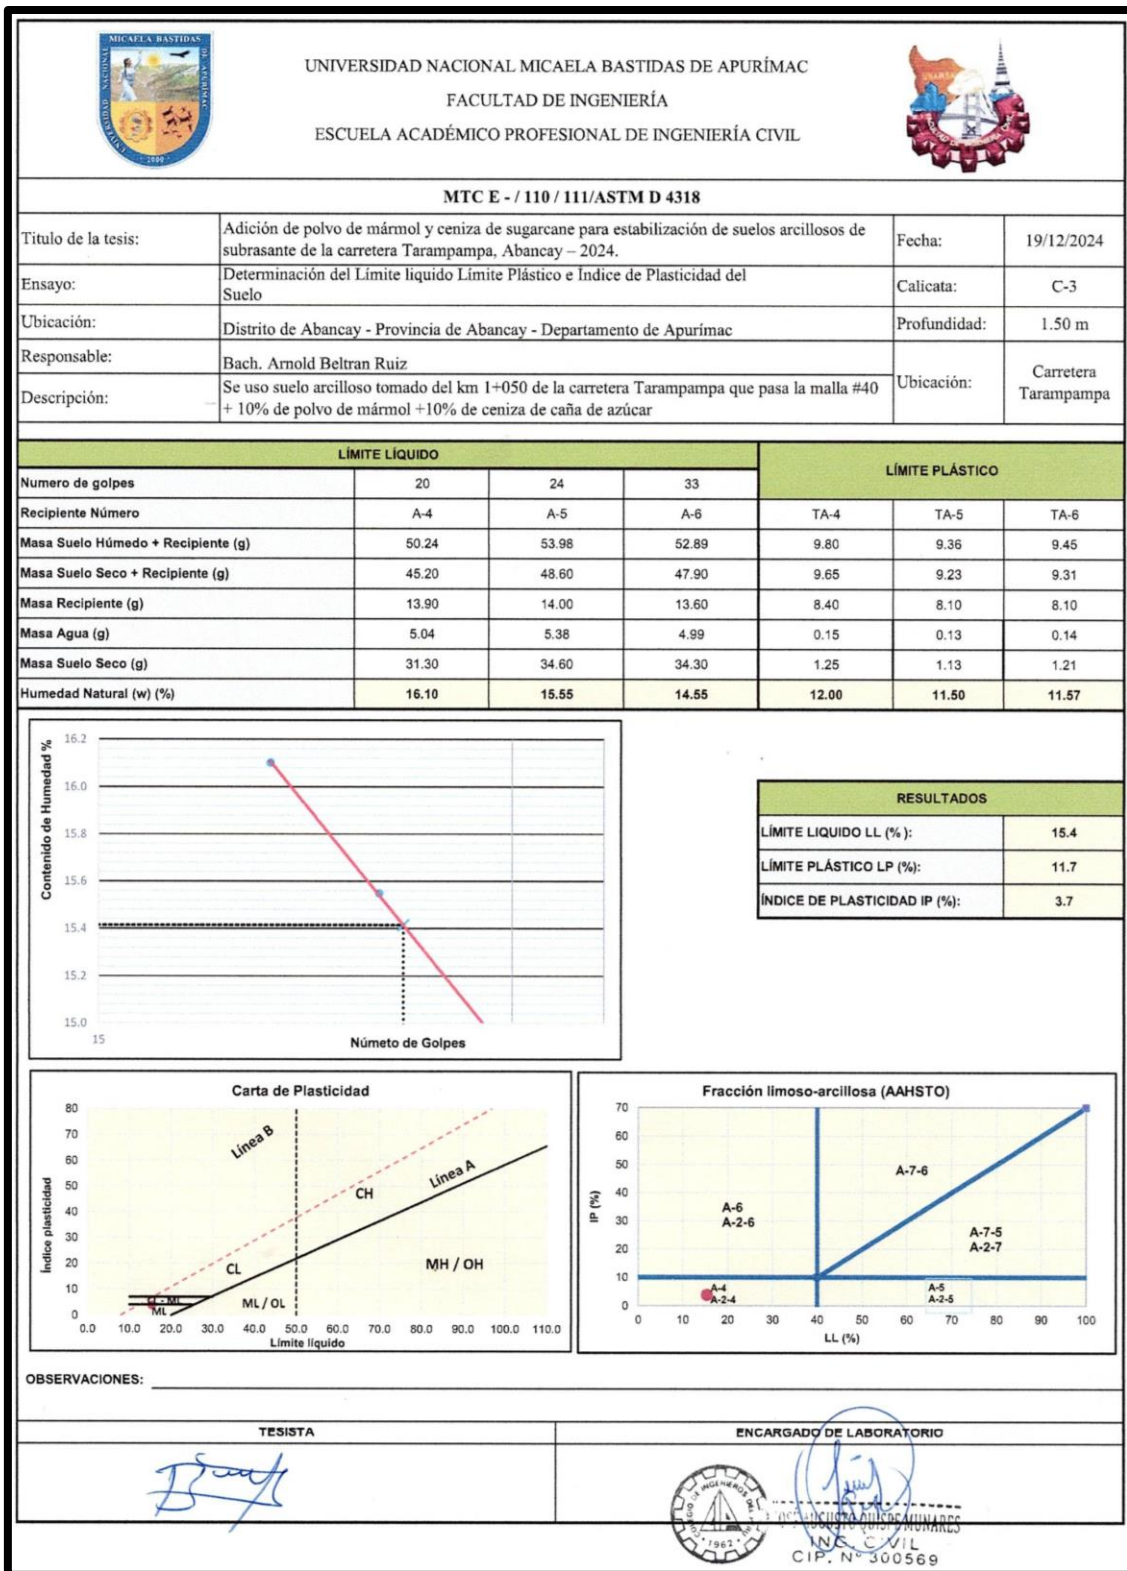 MICAELA BASTIDAS
UNIVERSIDAD NACIONAL
DE APURÍMAC
2000
UNIVERSIDAD NACIONAL MICAELA BASTIDAS DE APURÍMAC
FACULTAD DE INGENIERÍA
ESCUELA ACADÉMICO PROFESIONAL DE INGENIERÍA CIVIL
MTC E - / 110 / 111/ASTM D 4318
Titulo de la tesis:
Adición de polvo de mármol y ceniza de sugarcane para estabilización de suelos arcillosos de
subrasante de la carretera Tarampampa, Abancay – 2024.
Fecha:
19/12/2024
Ensayo:
Determinación del Límite liquido Límite Plástico e Índice de Plasticidad del
Suelo
Calicata:
C-3
Ubicación:
Distrito de Abancay - Provincia de Abancay - Departamento de Apurímac
Profundidad:
1.50 m
Responsable:
Bach. Arnold Beltran Ruiz
Ubicación:
Carretera
Tarampampa
Descripción:
Se uso suelo arcilloso tomado del km 1+050 de la carretera Tarampampa que pasa la malla #40
+ 10% de polvo de mármol +10% de ceniza de caña de azúcar
LÍMITE LÍQUIDO
LÍMITE PLÁSTICO
Numero de golpes 20 24 33
Recipiente Número A-4 A-5 A-6 TA-4 TA-5 TA-6
Masa Suelo Húmedo + Recipiente (g) 50.24 53.98 52.89 9.80 9.36 9.45
Masa Suelo Seco + Recipiente (g) 45.20 48.60 47.90 9.65 9.23 9.31
Masa Recipiente (g) 13.90 14.00 13.60 8.40 8.10 8.10
Masa Agua (g) 5.04 5.38 4.99 0.15 0.13 0.14
Masa Suelo Seco (g) 31.30 34.60 34.30 1.25 1.13 1.21
Humedad Natural (w) (%) 16.10 15.55 14.55 12.00 11.50 11.57
Contenido de Humedad %
16.2
16.0
15.8
15.6
15.4
15.2
15.0
15
Númeto de Golpes
RESULTADOS
LÍMITE LIQUIDO LL (% ): 15.4
LÍMITE PLÁSTICO LP (%): 11.7
ÍNDICE DE PLASTICIDAD IP (%): 3.7
Carta de Plasticidad
Índice plasticidad
80
70
60
50
40
30
20
10
0
Línea B
Línea A
CH
CL
MH / OH
CL - ML
ML
ML / OL
0.0 10.0 20.0 30.0 40.0 50.0 60.0 70.0 80.0 90.0 100.0 110.0
Límite líquido
Fracción limoso-arcillosa (AAHSTO)
IP (%)
70
60
50
40
30
20
10
0
A-7-6
A-6
A-2-6
A-7-5
A-2-7
A-4
A-2-4
A-5
A-2-5
0 10 20 30 40 50 60 70 80 90 100
LL (%)
OBSERVACIONES:
TESISTA
ENCARGADO DE LABORATORIO
COLEGIO DE INGENIEROS DEL PERU
1962
AUGUSTO QUISPE MUNARES
ING. CIVIL
CIP. N° 300569